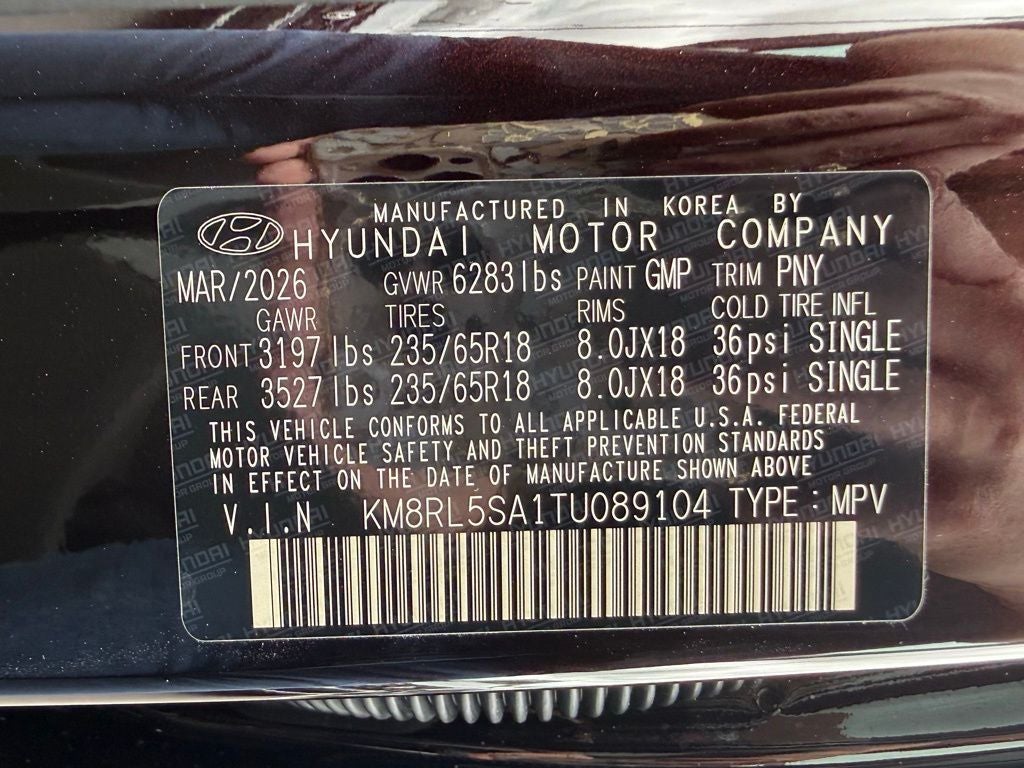 MANUFACTURED IN KOREA BY
HYUNDAI MOTOR COMPANY
MAR/2026 GVWR 6283lbs PAINT GMP TRIM PNY
GAWR TIRES RIMS COLD TIRE INFL
FRONT 3197lbs 235/65R18 8.0JX18 36psi SINGLE
REAR 3527lbs 235/65R18 8.0JX18 36psi SINGLE
THIS VEHICLE CONFORMS TO ALL APPLICABLE U.S.A. FEDERAL
MOTOR VEHICLE SAFETY AND THEFT PREVENTION STANDARDS
IN EFFECT ON THE DATE OF MANUFACTURE SHOWN ABOVE
V.I.N KM8RL5SA1TU089104 TYPE : MPV